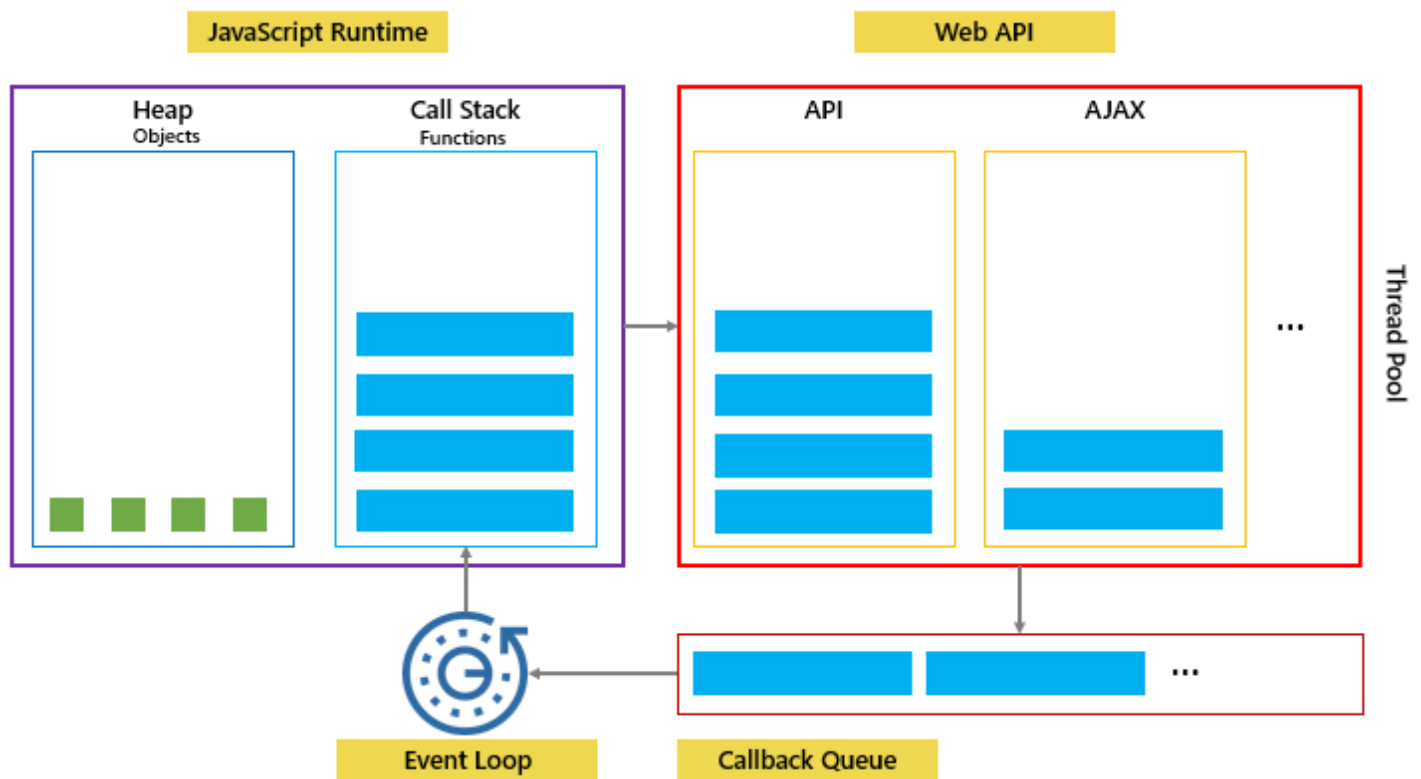 JavaScript Runtime
Web API
Heap
Objects
Call Stack
Functions
API
AJAX
...
Thread Pool
...
Event Loop
Callback Queue